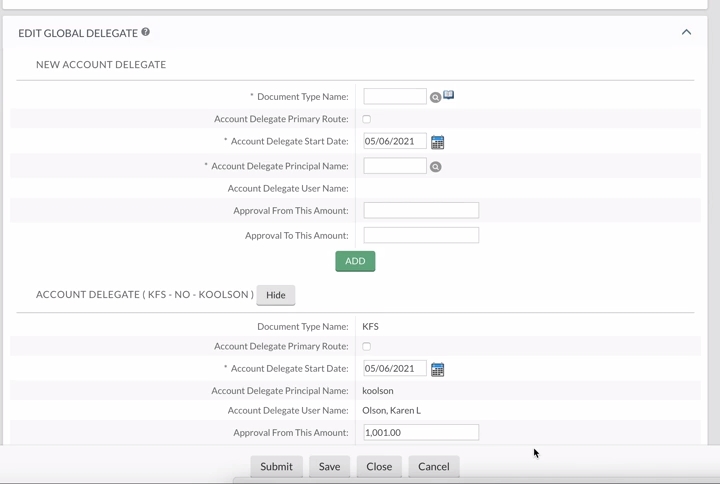 EDIT GLOBAL DELEGATE ?
NEW ACCOUNT DELEGATE
* Document Type Name:
Account Delegate Primary Route:
* Account Delegate Start Date: 05/06/2021
* Account Delegate Principal Name:
Account Delegate User Name:
Approval From This Amount:
Approval To This Amount:
ADD
ACCOUNT DELEGATE ( KFS - NO - KOOLSON ) Hide
Document Type Name: KFS
Account Delegate Primary Route:
* Account Delegate Start Date: 05/06/2021
Account Delegate Principal Name: koolson
Account Delegate User Name: Olson, Karen L
Approval From This Amount: 1,001.00
Submit Save Close Cancel